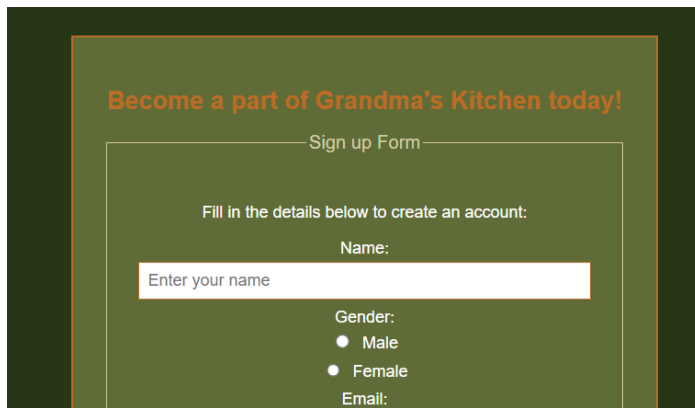 Become a part of Grandma's Kitchen today!
Sign up Form
Fill in the details below to create an account:
Name:
Enter your name
Gender:
Male
Female
Email: